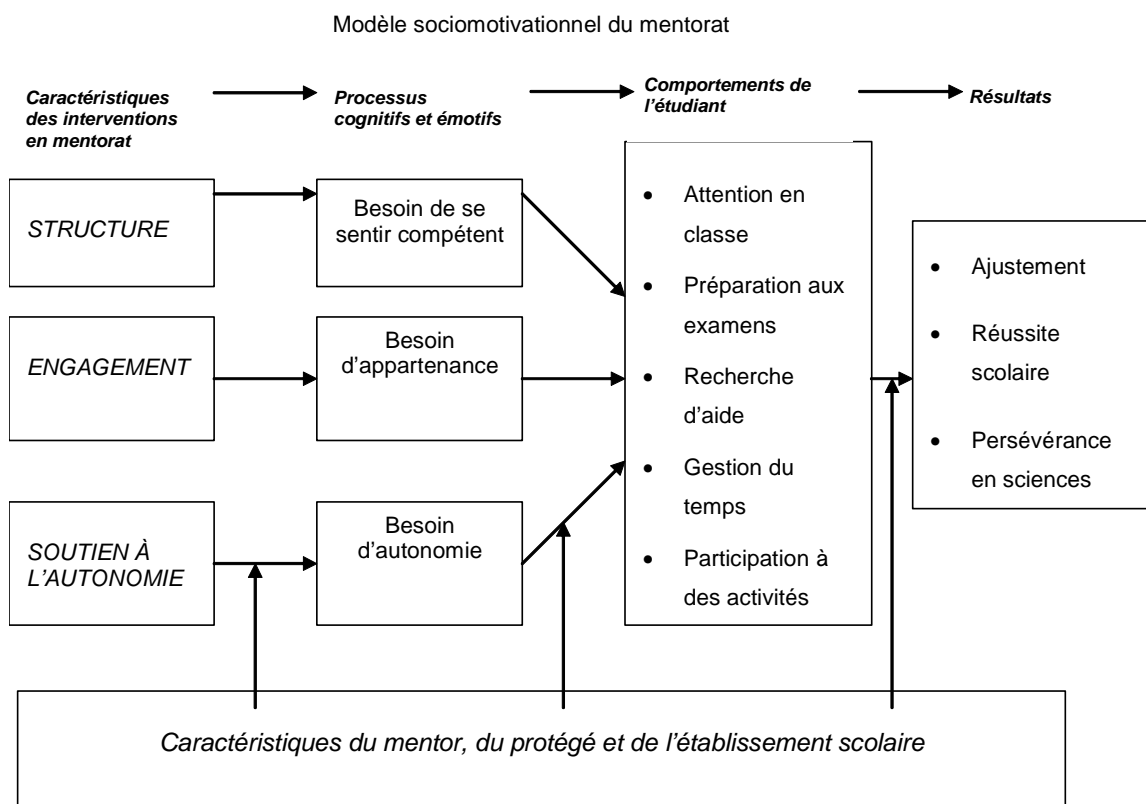 Modèle sociomotivationnel du mentorat
Caractéristiques
des interventions
en mentorat
Processus
cognitifs et émotifs
Comportements de
l'étudiant
Résultats
STRUCTURE
Besoin de se
sentir compétent
ENGAGEMENT
Besoin
d'appartenance
SOUTIEN À
L'AUTONOMIE
Besoin
d'autonomie
• Attention en
classe
• Préparation aux
examens
• Recherche
d'aide
• Gestion du
temps
• Participation à
des activités
• Ajustement
• Réussite
scolaire
• Persévérance
en sciences
Caractéristiques du mentor, du protégé et de l'établissement scolaire